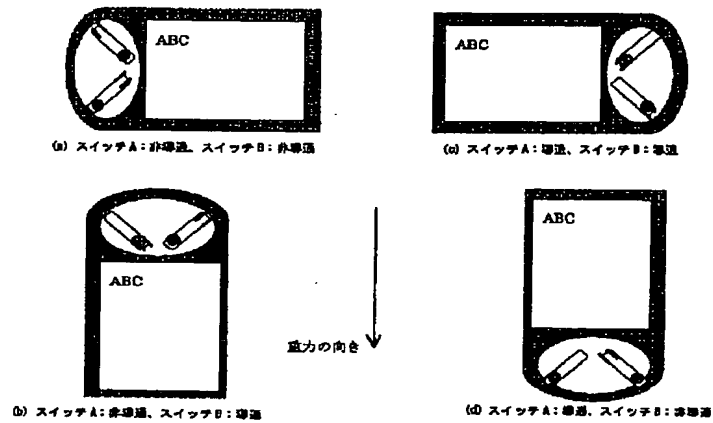 ABC
(a) スイッチA：非導通、スイッチB：非導通
ABC
(c) スイッチA：導通、スイッチB：導通
ABC
(b) スイッチA：非導通、スイッチB：導通
重力の向き
ABC
(d) スイッチA：導通、スイッチB：非導通